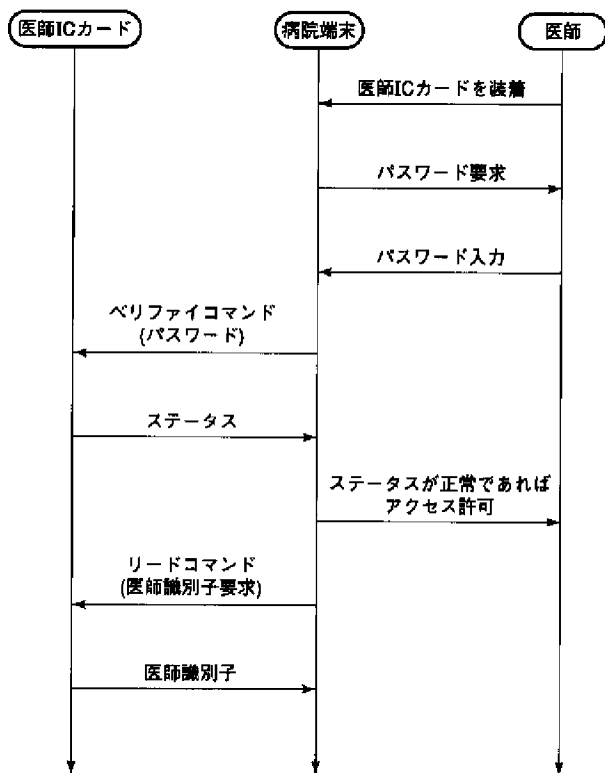 医師ICカード
病院端末
医師
医師ICカードを装着
パスワード要求
パスワード入力
ベリファイコマンド
(パスワード)
ステータス
ステータスが正常であれば
アクセス許可
リードコマンド
(医師識別子要求)
医師識別子